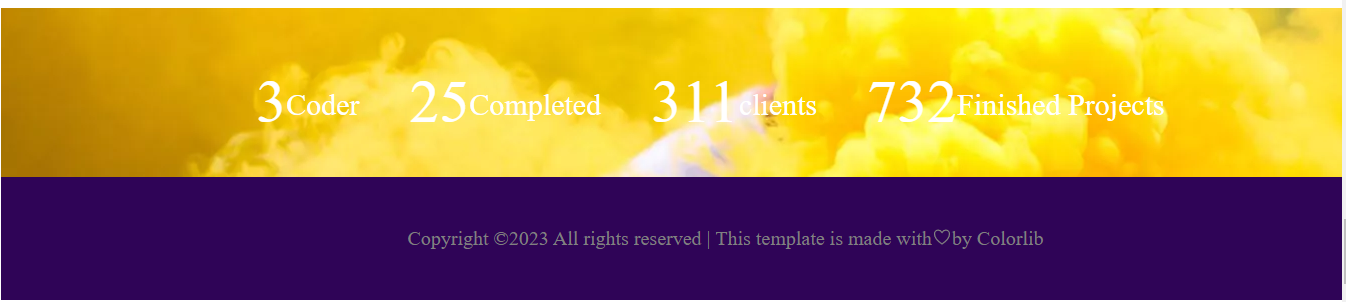 3Coder 25Completed 311clients 732Finished Projects
Copyright ©2023 All rights reserved | This template is made with♡by Colorlib